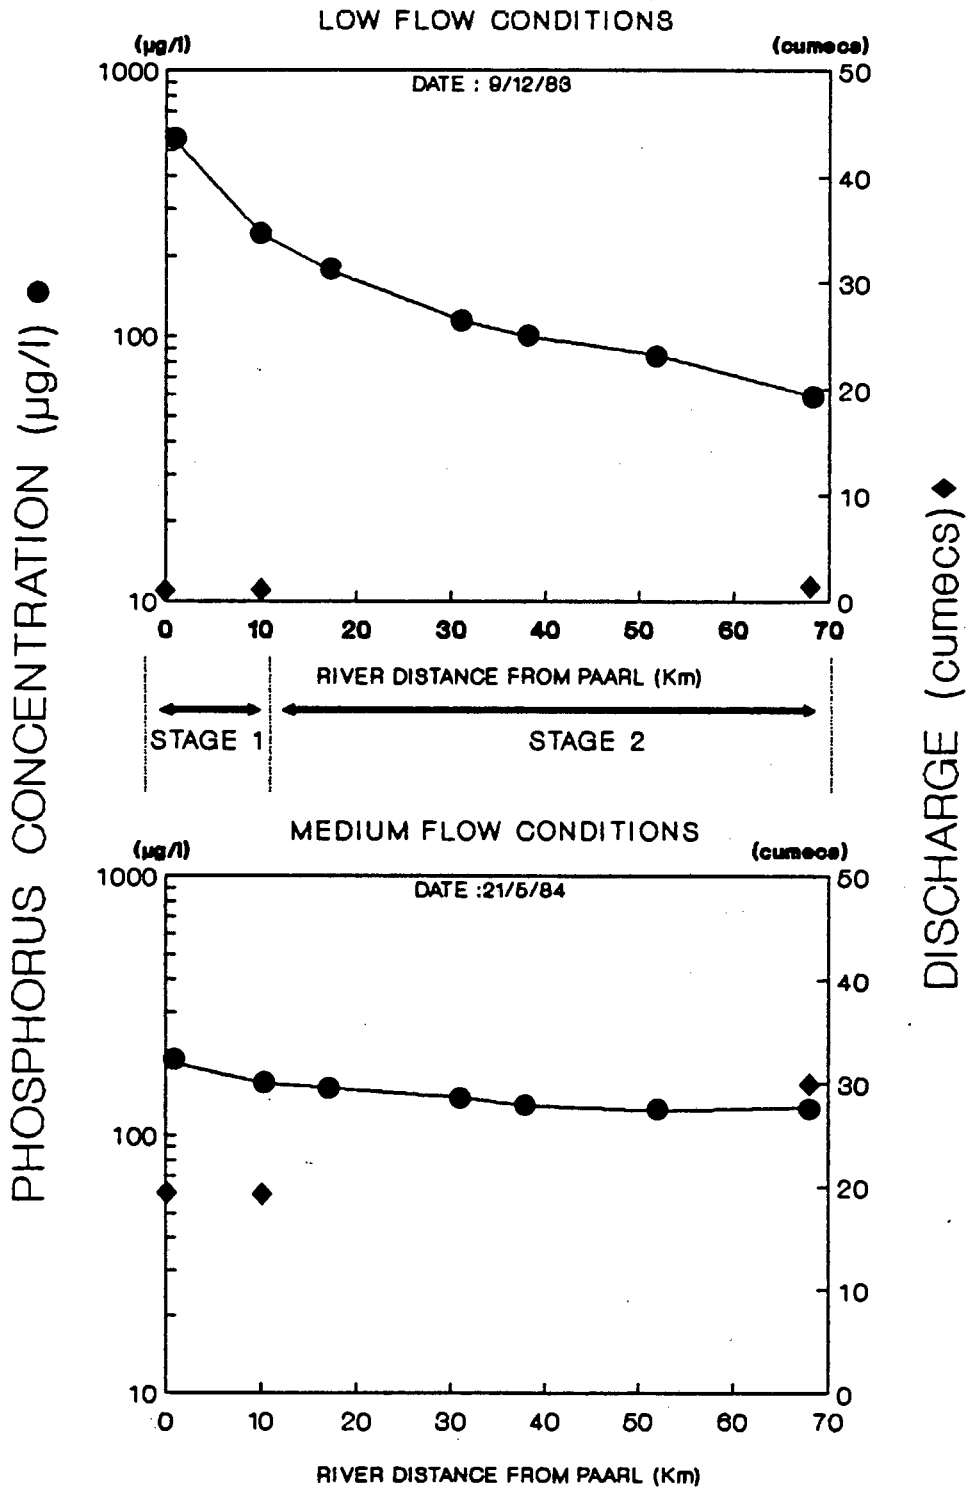 LOW FLOW CONDITIONS
(µg/l) (cumecs)
DATE : 9/12/83
1000
100
10
50
40
30
20
10
0
0 10 20 30 40 50 60 70
RIVER DISTANCE FROM PAARL (Km)
STAGE 1 STAGE 2
MEDIUM FLOW CONDITIONS
(µg/l) (cumecs)
DATE :21/5/84
1000
100
10
50
40
30
20
10
0
0 10 20 30 40 50 60 70
RIVER DISTANCE FROM PAARL (Km)
PHOSPHORUS CONCENTRATION (µg/l)
DISCHARGE (cumecs)